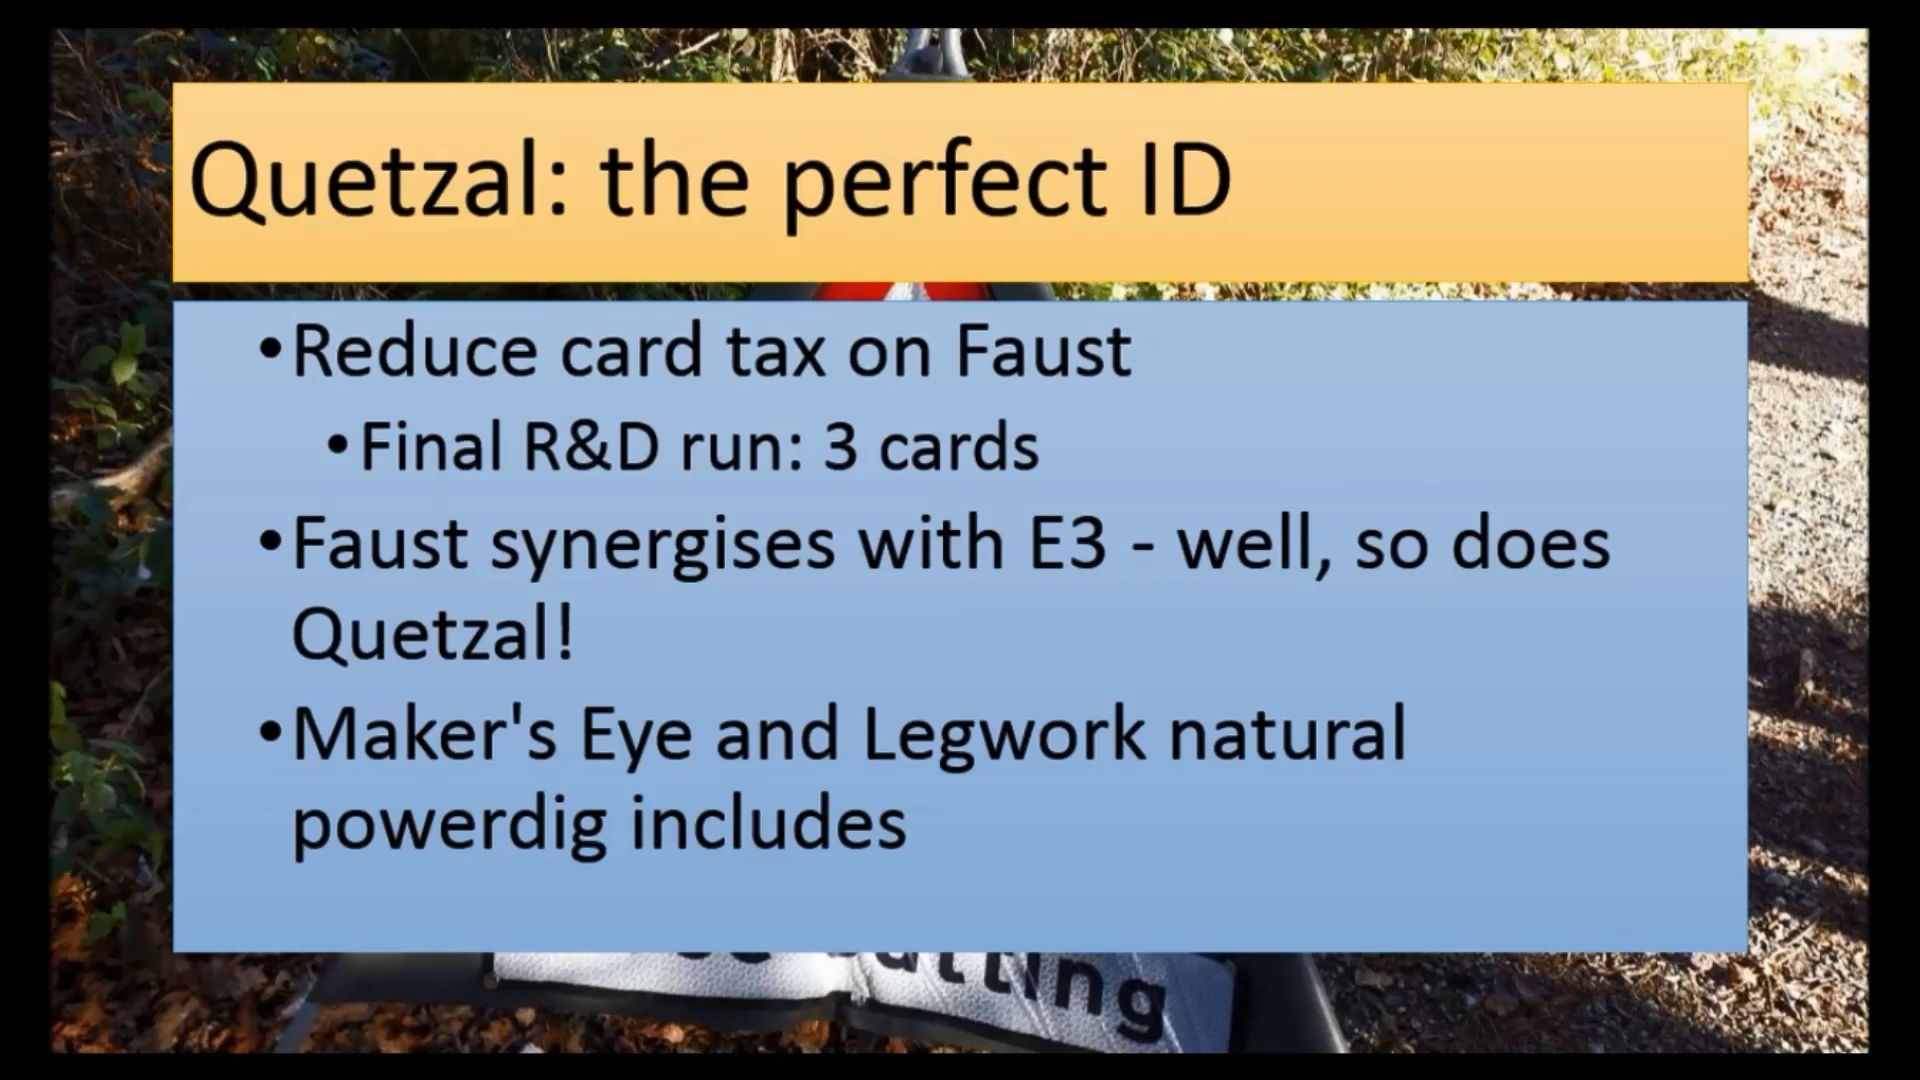 Quetzal: the perfect ID
•Reduce card tax on Faust
•Final R&D run: 3 cards
•Faust synergises with E3 - well, so does
Quetzal!
•Maker's Eye and Legwork natural
powerdig includes